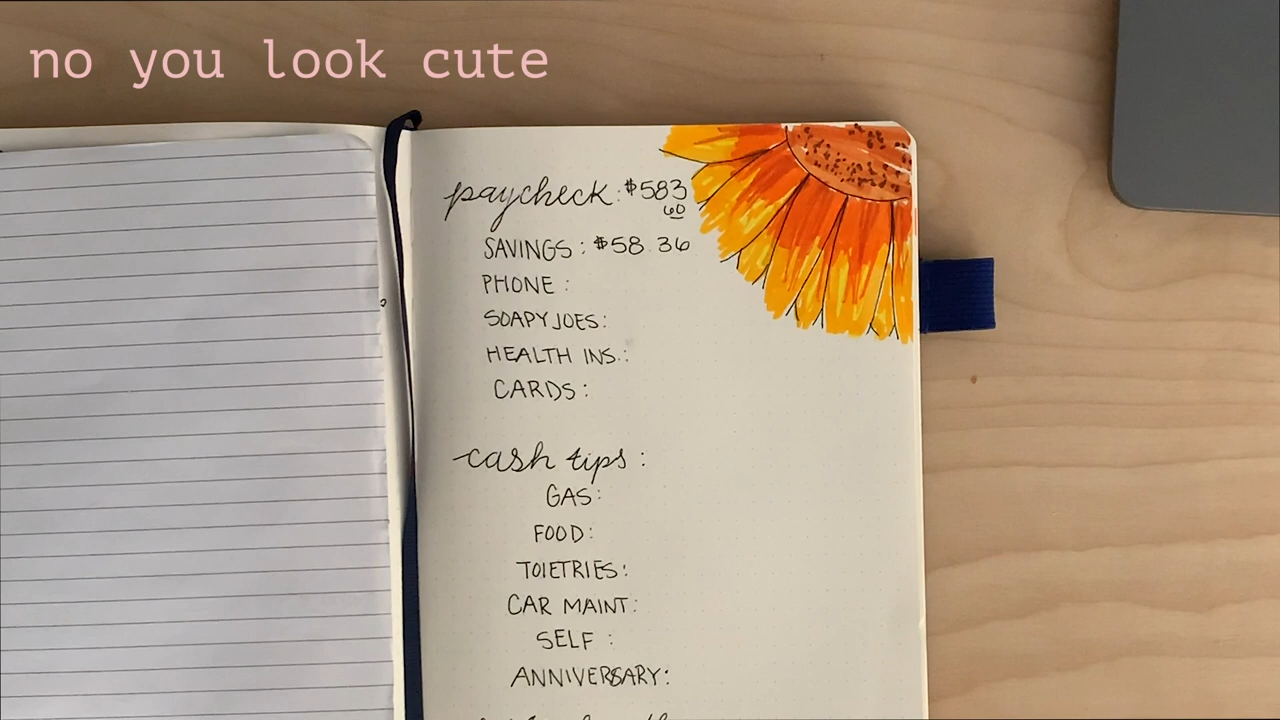 no you look cute
paycheck: $583
60
SAVINGS: $58.36
PHONE:
SOAPY JOES:
HEALTH INS.:
CARDS:
cash tips:
GAS:
FOOD:
TOIETRIES:
CAR MAINT:
SELF:
ANNIVERSARY: